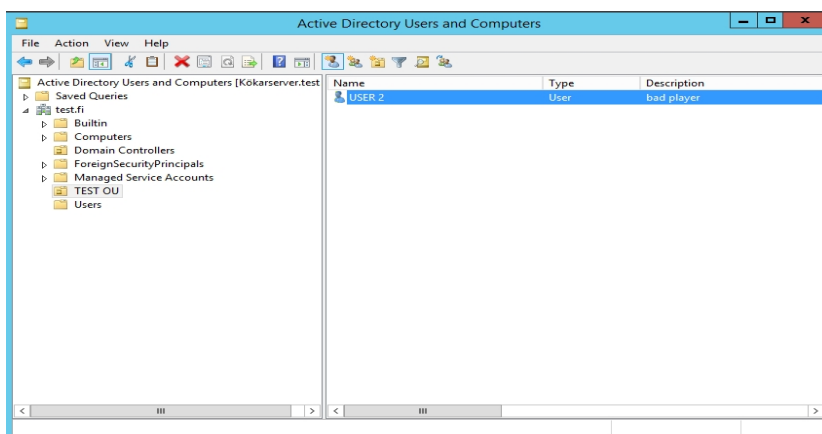 Active Directory Users and Computers
File Action View Help
Active Directory Users and Computers [Kökarserver.test
Saved Queries
test.fi
Builtin
Computers
Domain Controllers
ForeignSecurityPrincipals
Managed Service Accounts
TEST OU
Users
Name Type Description
USER 2 User bad player